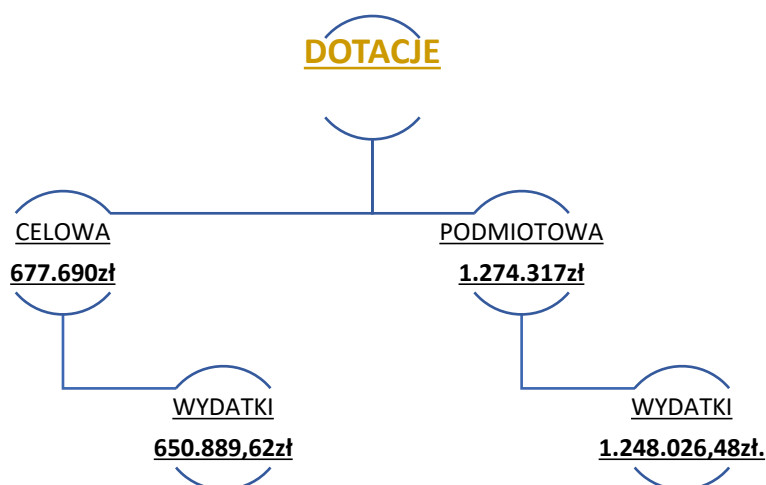 DOTACJE
CELOWA
677.690zł
PODMIOTOWA
1.274.317zł
WYDATKI
650.889,62zł
WYDATKI
1.248.026,48zł.